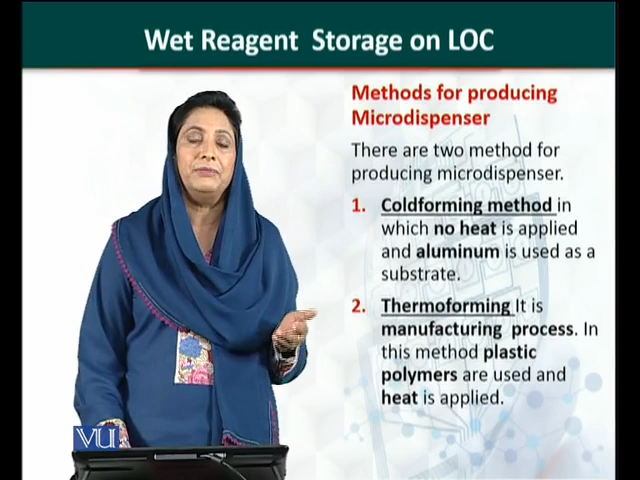 Wet Reagent Storage on LOC
Methods for producing
Microdispenser
There are two method for
producing microdispenser.
1. Coldforming method in
which no heat is applied
and aluminum is used as a
substrate.
2. Thermoforming It is
manufacturing process. In
this method plastic
polymers are used and
heat is applied.
VU